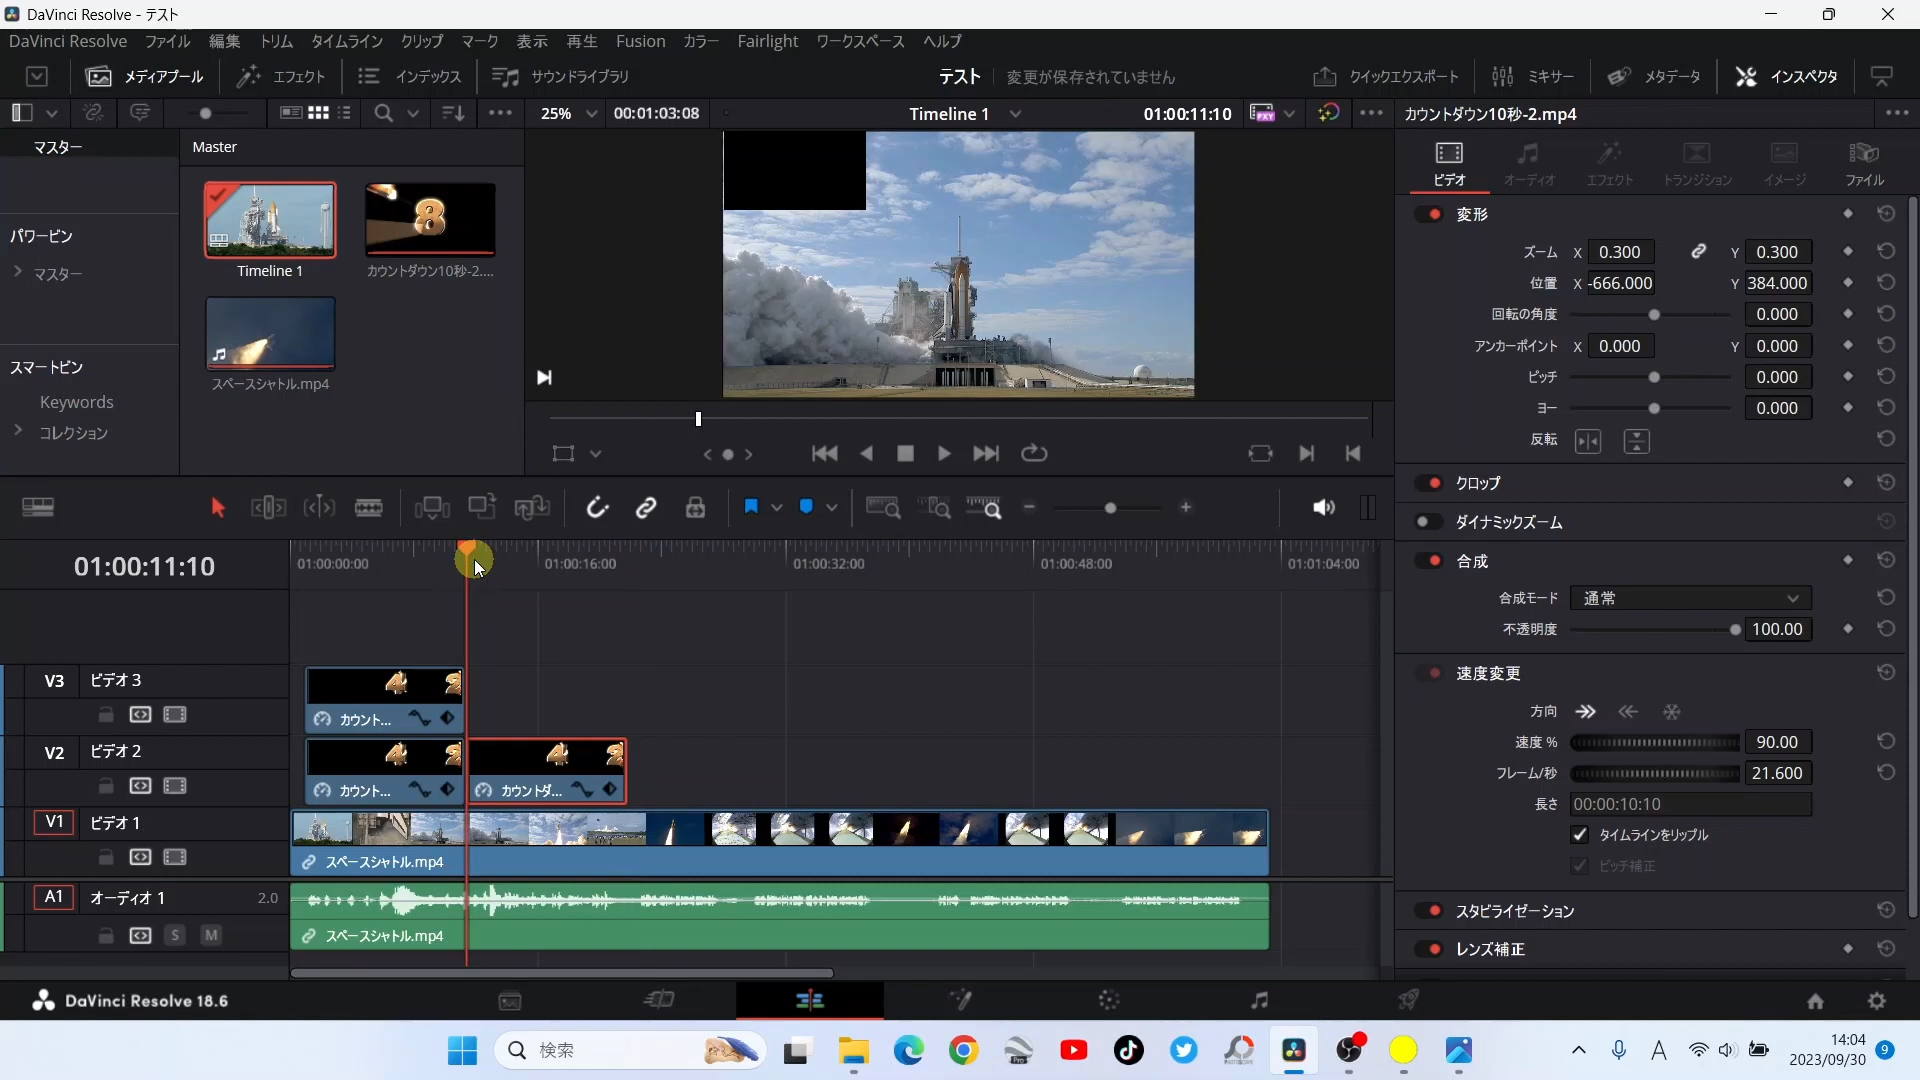 DaVinci Resolve - テスト
DaVinci Resolve ファイル 編集 トリム タイムライン クリップ マーク 表示 再生 Fusion カラー Fairlight ワークスペース ヘルプ
メディアプール エフェクト インデックス サウンドライブラリ テスト 変更が保存されていません クイックエクスポート ミキサー メタデータ インスペクタ
25% 00:01:03:08 Timeline 1 01:00:11:10 PXY カウントダウン10秒-2.mp4
マスター Master
ビデオ オーディオ エフェクト トランジション イメージ ファイル
パワービン
マスター
8
Timeline 1 カウントダウン10秒-2....
スマートビン
Keywords
コレクション
スペースシャトル.mp4
変形
ズーム X 0.300 Y 0.300
位置 X -666.000 Y 384.000
回転の角度 0.000
アンカーポイント X 0.000 Y 0.000
ピッチ 0.000
ヨー 0.000
反転
クロップ
ダイナミックズーム
合成
合成モード 通常
不透明度 100.00
速度変更
方向
速度 % 90.00
フレーム/秒 21.600
長さ 00:00:10:10
タイムラインをリップル
ピッチ補正
スタビライゼーション
レンズ補正
01:00:11:10 01:00:00:00 01:00:16:00 01:00:32:00 01:00:48:00 01:01:04:00
V3 ビデオ 3 4 2
カウント...
V2 ビデオ 2 4 2 4 2
カウント... カウントダ...
V1 ビデオ 1
スペースシャトル.mp4
A1 オーディオ 1 2.0
S M スペースシャトル.mp4
DaVinci Resolve 18.6
検索 Pro A 14:04
2023/09/30 9